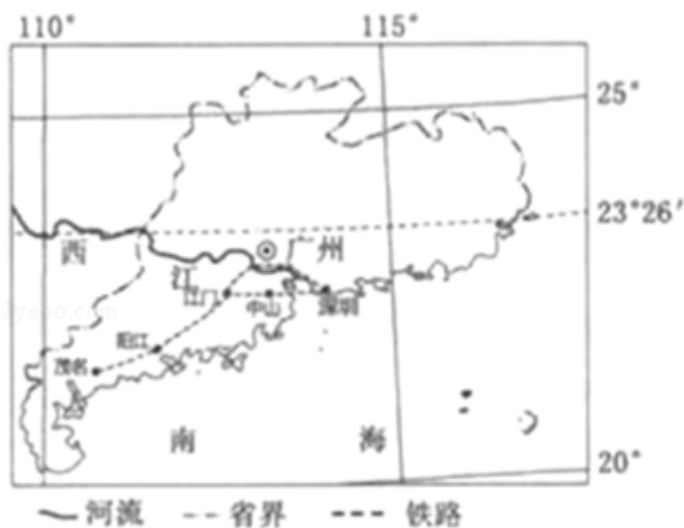 110° 115°
25°
23°26′
西
广州
江
江门
中山
深圳
阳江
茂名
南 海
20°
河流 省界 铁路